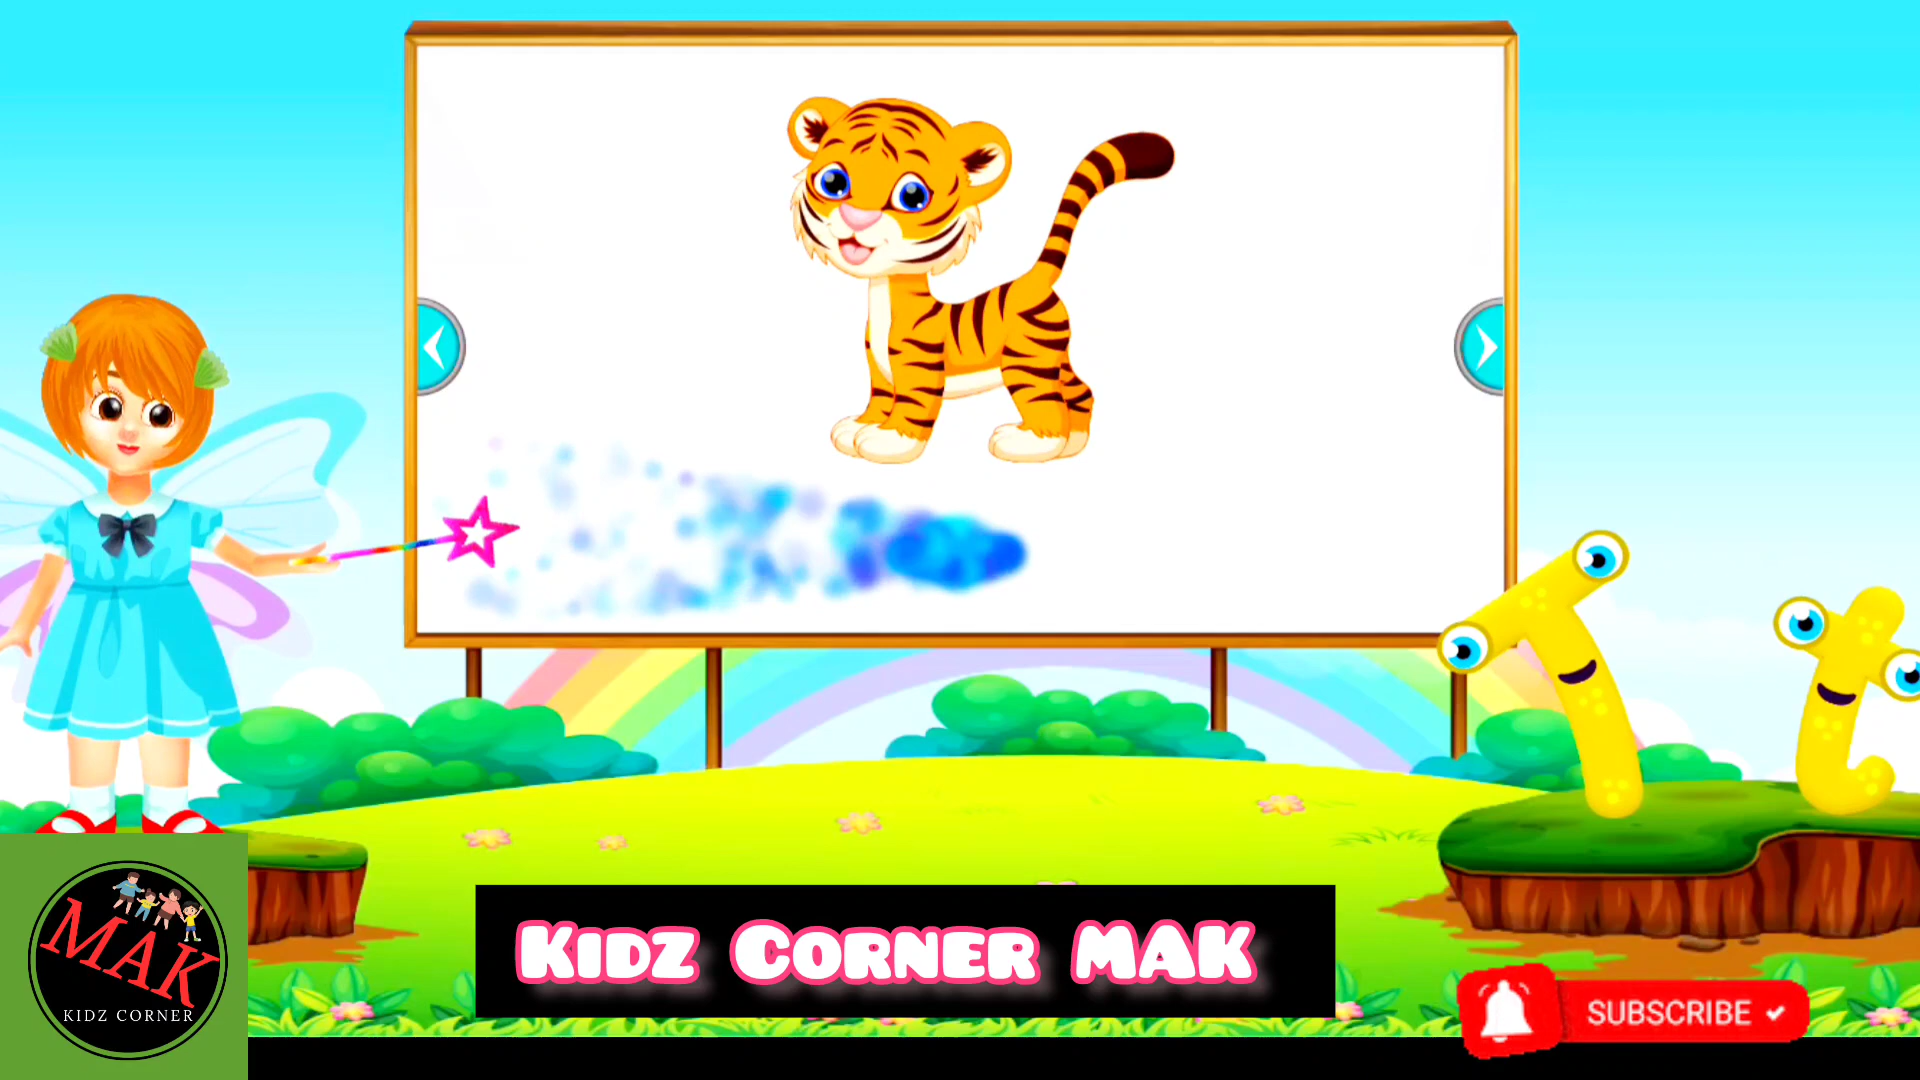 T t
MAK
KIDZ CORNER
Kidz Corner MAK
SUBSCRIBE